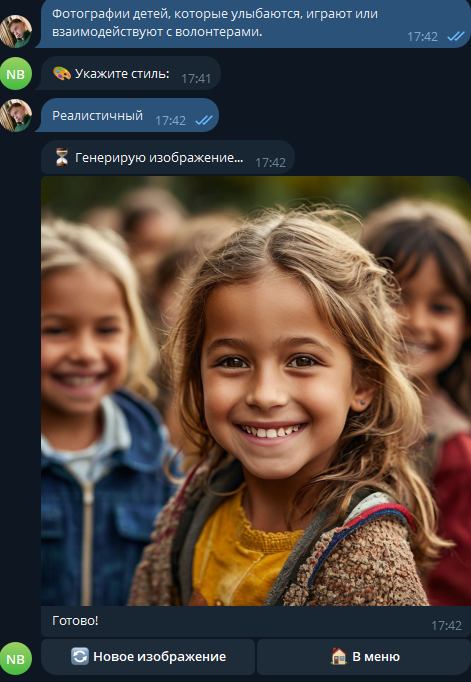 Фотографии детей, которые улыбаются, играют или
взаимодействуют с волонтерами.
17:42
NB
🎨 Укажите стиль:
17:41
Реалистичный
17:42
⏳ Генерирую изображение...
17:42
Готово!
17:42
NB
🔄 Новое изображение
🏠 В меню